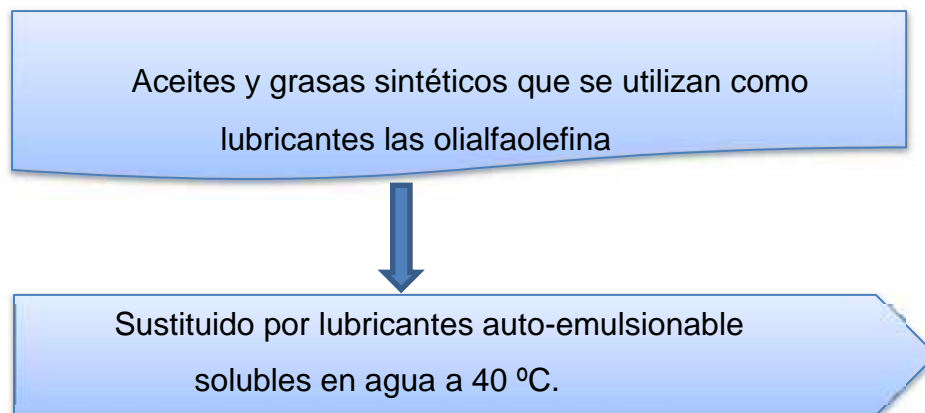 Aceites y grasas sintéticos que se utilizan como
lubricantes las olialfaolefina
Sustituido por lubricantes auto-emulsionable
solubles en agua a 40 ºC.